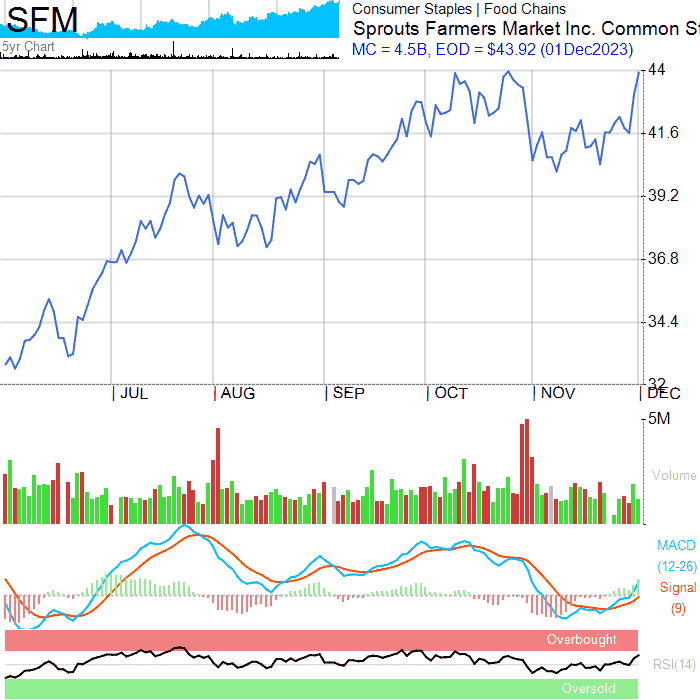 SFM
5yr Chart
Consumer Staples | Food Chains
Sprouts Farmers Market Inc. Common St
MC = 4.5B, EOD = $43.92 (01Dec2023)
44
41.6
39.2
36.8
34.4
32
JUL AUG SEP OCT NOV DEC
5M
Volume
MACD
(12-26)
Signal
(9)
Overbought
RSI(14)
Oversold